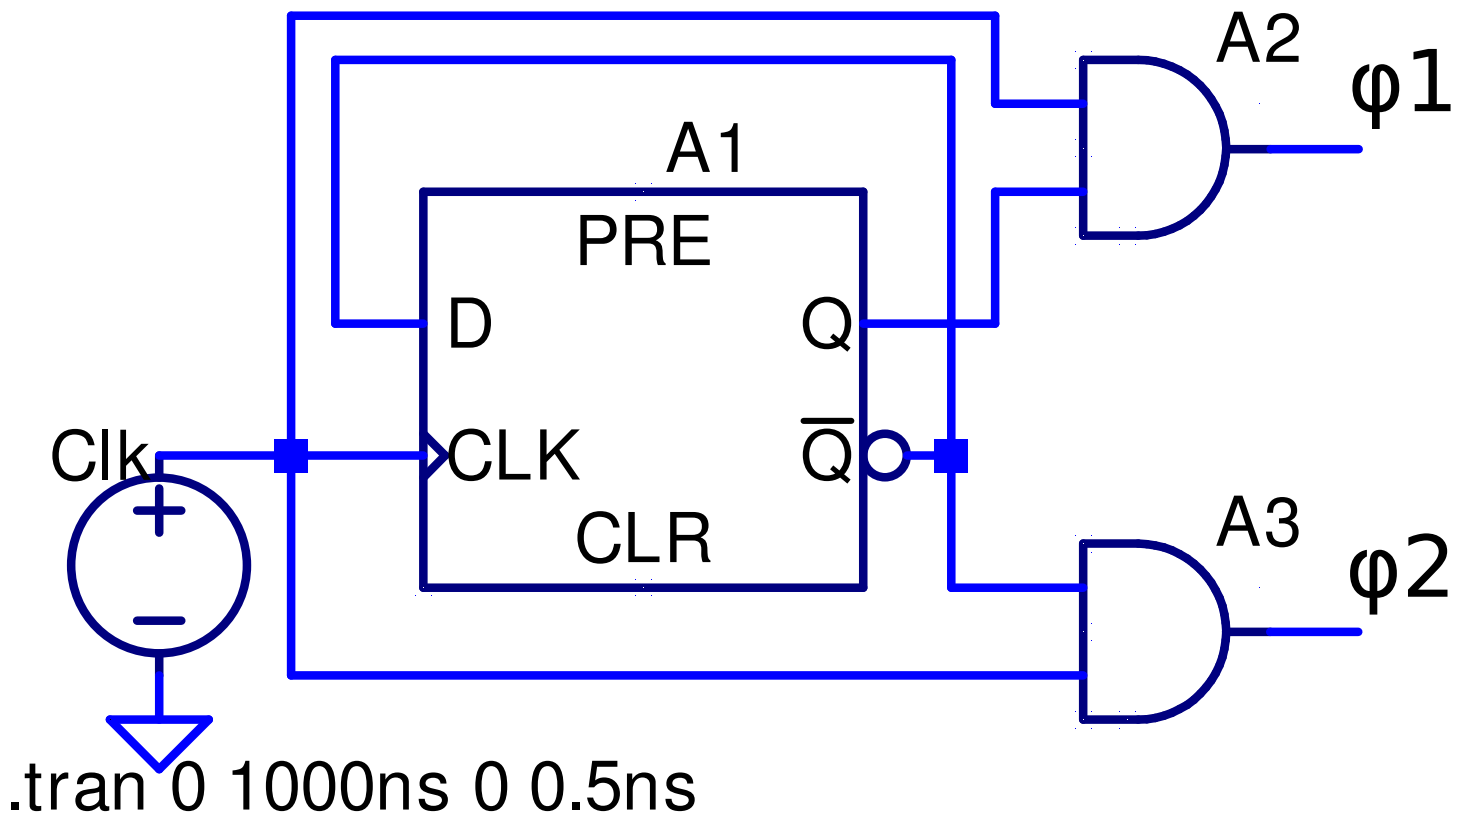 A2
φ1
A1
PRE
D
Q
Clk
CLK
Q̅
CLR
A3
φ2
.tran 0 1000ns 0 0.5ns